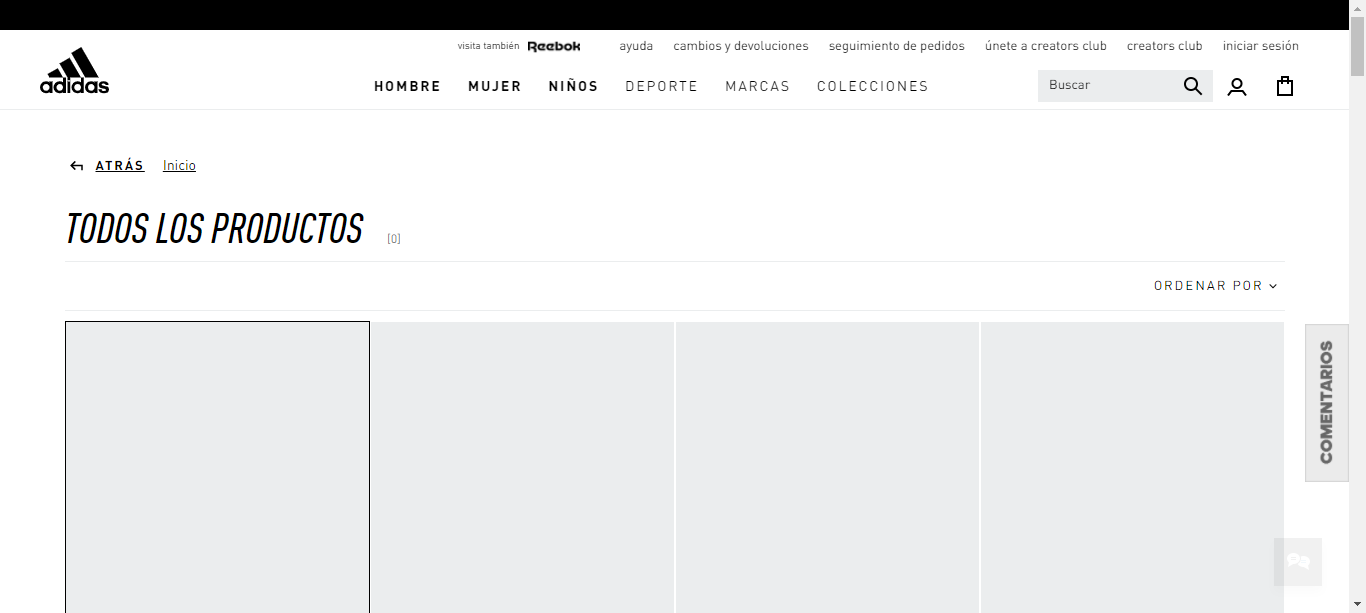 visita también Reebok ayuda cambios y devoluciones seguimiento de pedidos únete a creators club creators club iniciar sesión
adidas
HOMBRE MUJER NIÑOS DEPORTE MARCAS COLECCIONES Buscar
ATRÁS Inicio
TODOS LOS PRODUCTOS [0]
ORDENAR POR
COMENTARIOS